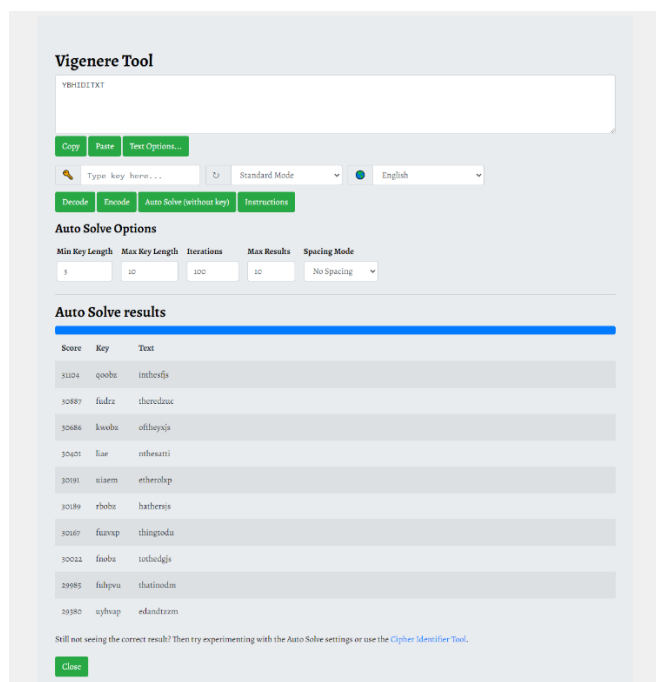 Vigenere Tool
YBHIDITXT
Copy Paste Text Options...
Type key here... Standard Mode English
Decode Encode Auto Solve (without key) Instructions
Auto Solve Options
Min Key Length Max Key Length Iterations Max Results Spacing Mode
3 10 100 10 No Spacing
Auto Solve results
Score Key Text
31104 qoobz inthesfjs
30887 fudrz theredzuc
30686 kwobz oftheyxjs
30401 liae nthesatti
30191 uiaem etherolxp
30189 rbobz hathersjs
30167 fuzvxp thingtodu
30022 fnobz tothedgjs
29985 fuhpvv thatinodm
29380 uyhvap edandtzzm
Still not seeing the correct result? Then try experimenting with the Auto Solve settings or use the Cipher Identifier Tool.
Close